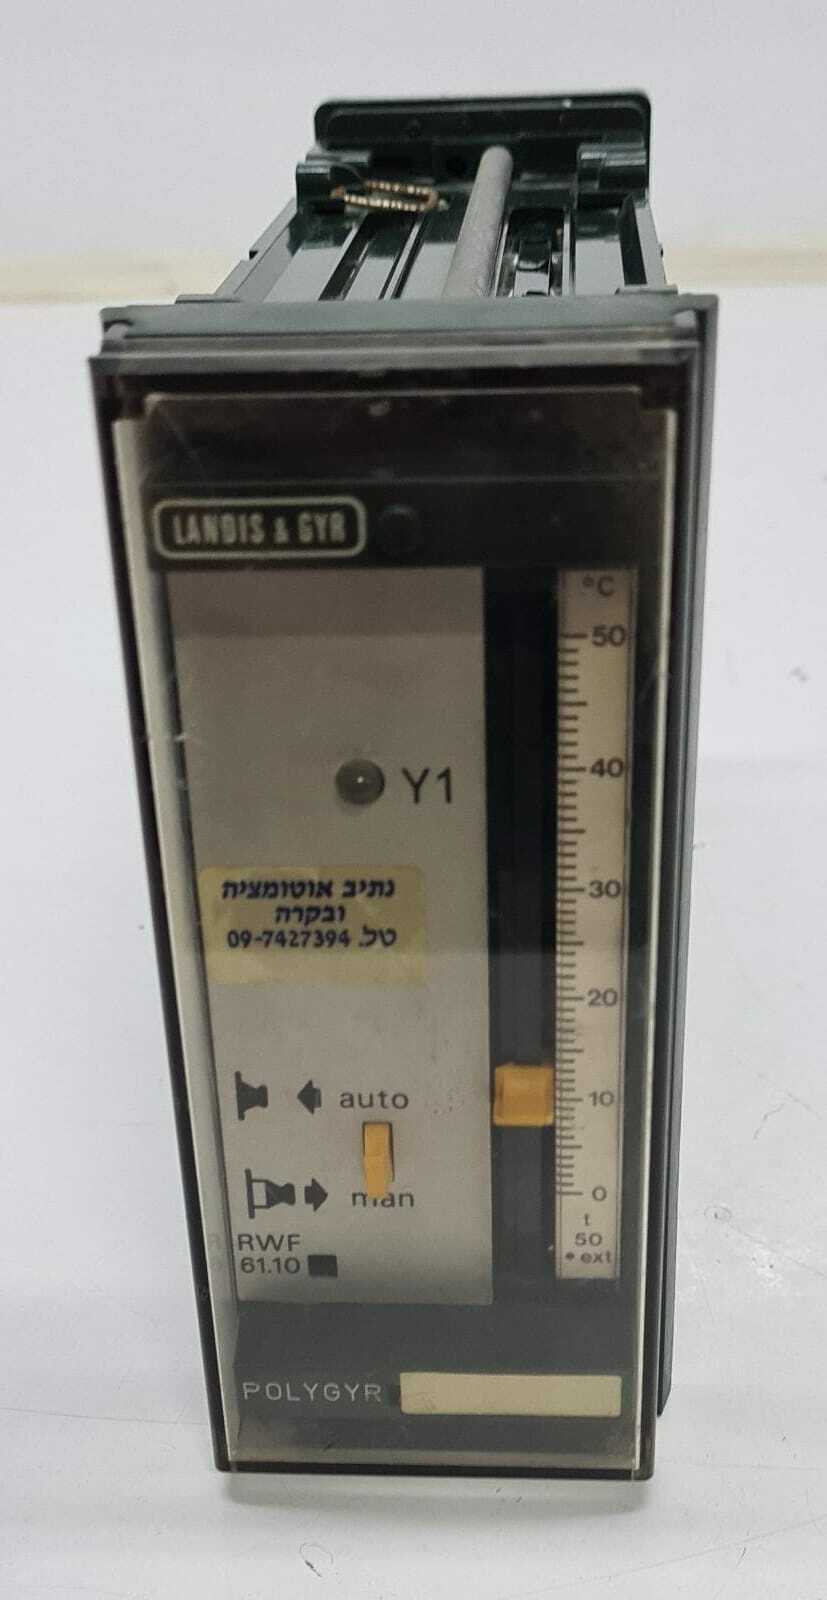 LANDIS & GYR
°C
50
40
Y1
30
נתיב אוטומציה
ובקרה
טל. 09-7427394
20
auto
10
man
0
RWF
61.10
t
50
* ext
POLYGYR